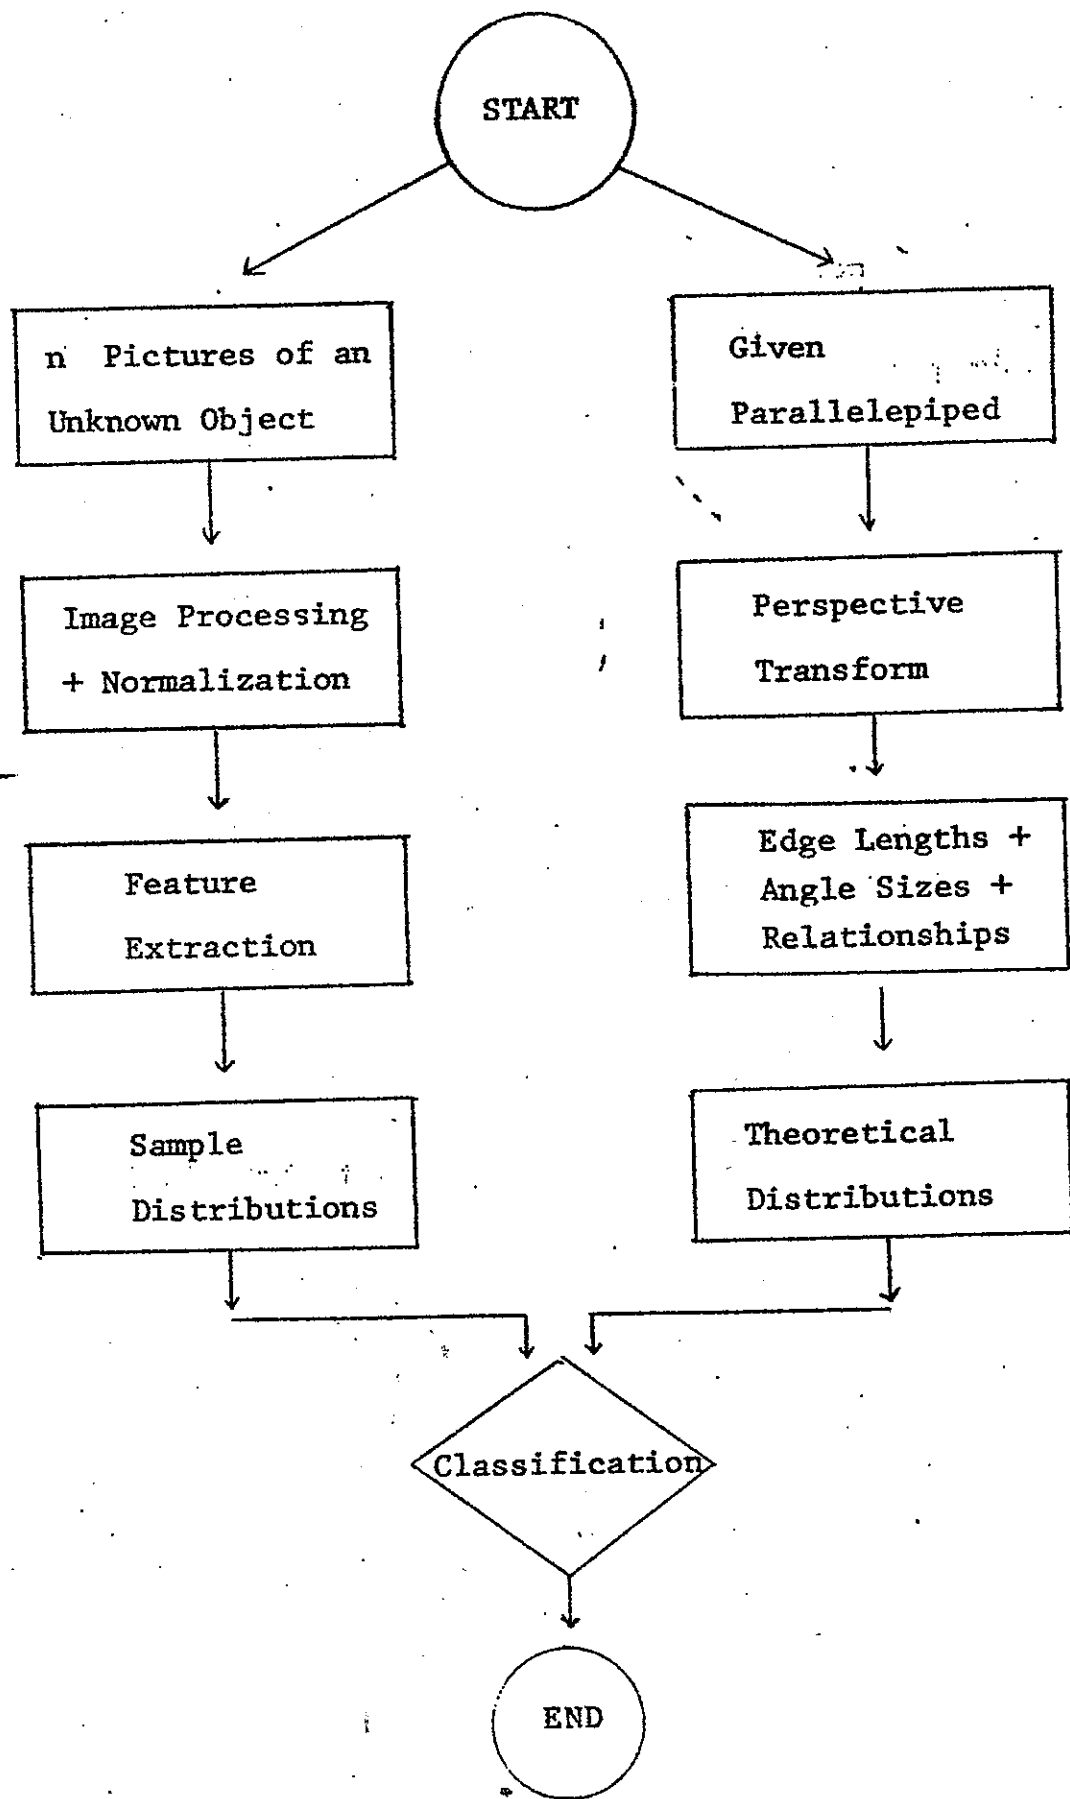 START
n Pictures of an
Unknown Object
Image Processing
+ Normalization
Feature
Extraction
Sample
Distributions
Given
Parallelepiped
Perspective
Transform
Edge Lengths +
Angle Sizes +
Relationships
Theoretical
Distributions
Classification
END